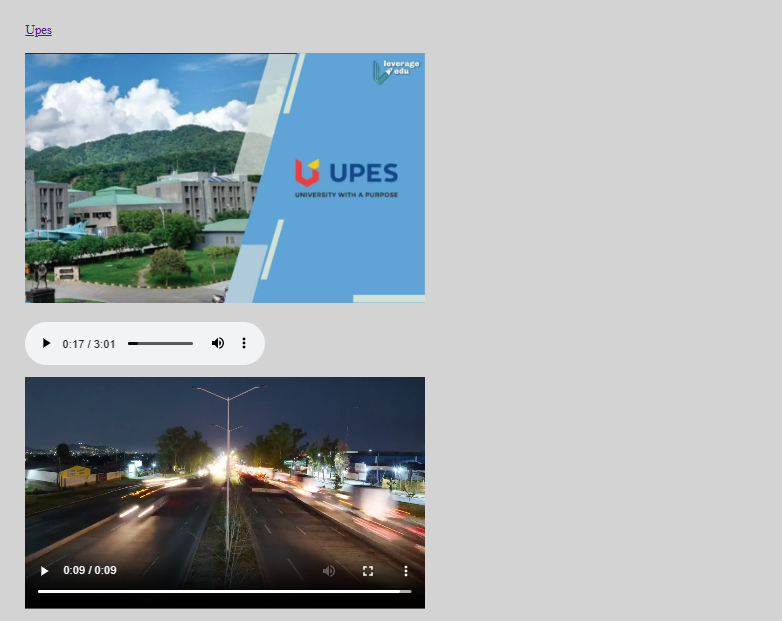 Upes
leverage
edu
UPES
UNIVERSITY WITH A PURPOSE
0:17 / 3:01
0:09 / 0:09